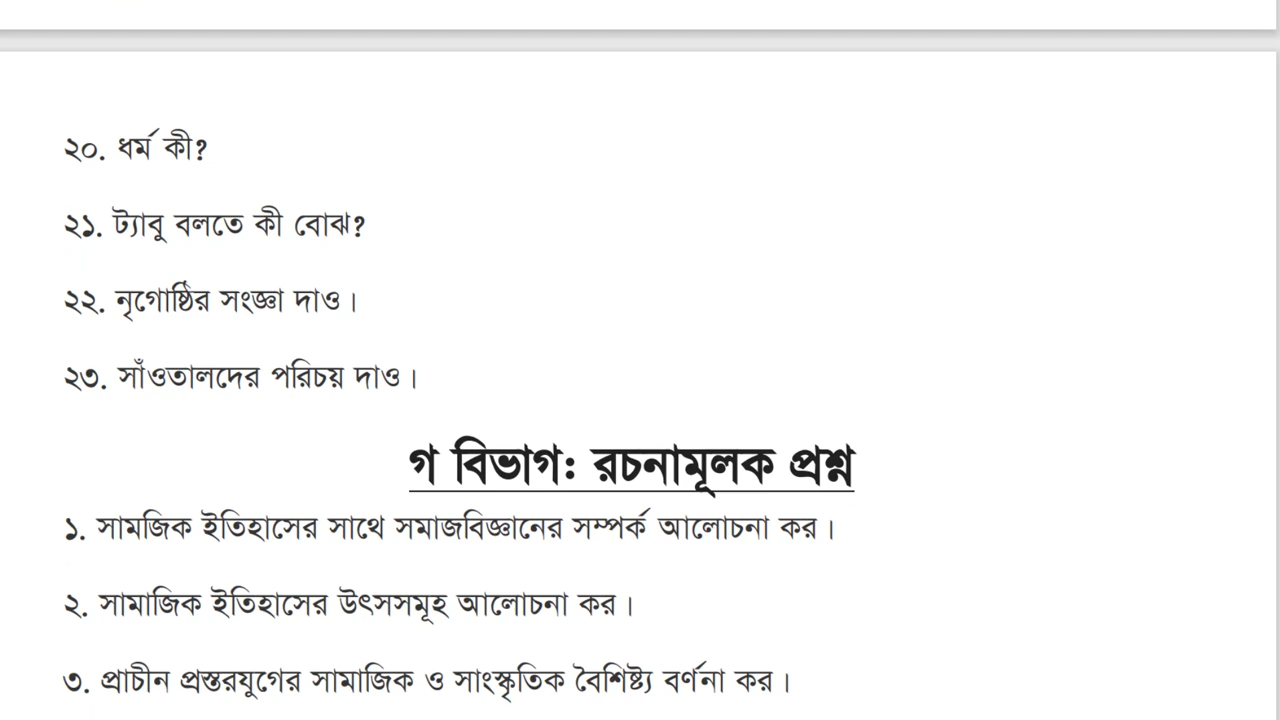 ২০. ধর্ম কী?
২১. ট্যাবু বলতে কী বোঝ?
২২. নৃগোষ্ঠির সংজ্ঞা দাও।
২৩. সাঁওতালদের পরিচয় দাও।
গ বিভাগ: রচনামূলক প্রশ্ন
১. সামজিক ইতিহাসের সাথে সমাজবিজ্ঞানের সম্পর্ক আলোচনা কর।
২. সামাজিক ইতিহাসের উৎসসমূহ আলোচনা কর।
৩. প্রাচীন প্রস্তরযুগের সামাজিক ও সাংস্কৃতিক বৈশিষ্ট্য বর্ণনা কর।